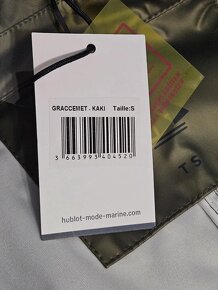 GRACCEMET - KAKI Taille:S
3 663993 404520
hublot-mode-marine.com
T S